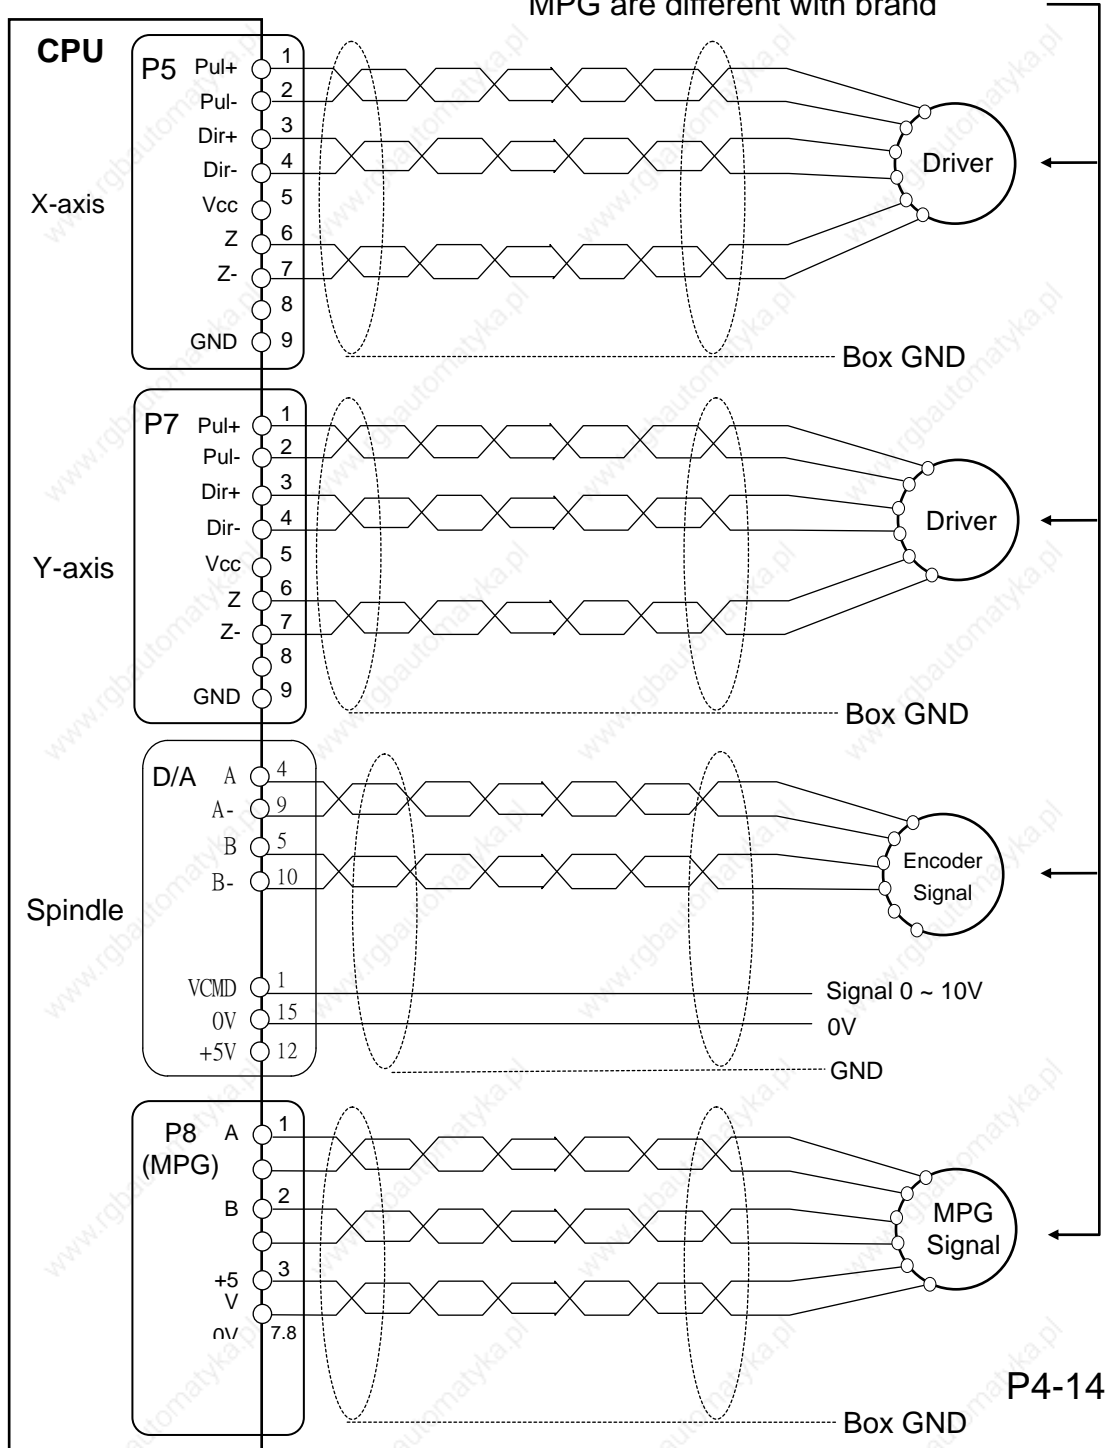 MPG are different with brand
CPU
P5
X-axis
Pul+ 1
Pul- 2
Dir+ 3
Dir- 4
Vcc 5
Z 6
Z- 7
8
GND 9
Driver
Box GND
P7
Y-axis
Pul+ 1
Pul- 2
Dir+ 3
Dir- 4
Vcc 5
Z 6
Z- 7
8
GND 9
Driver
Box GND
D/A
Spindle
A 4
A- 9
B 5
B- 10
VCMD 1
0V 15
+5V 12
Encoder
Signal
Signal 0 ~ 10V
0V
GND
P8
(MPG)
A 1
B 2
+5 3
V
0V 7.8
MPG
Signal
Box GND
P4-14
www.rgbautomatyka.pl